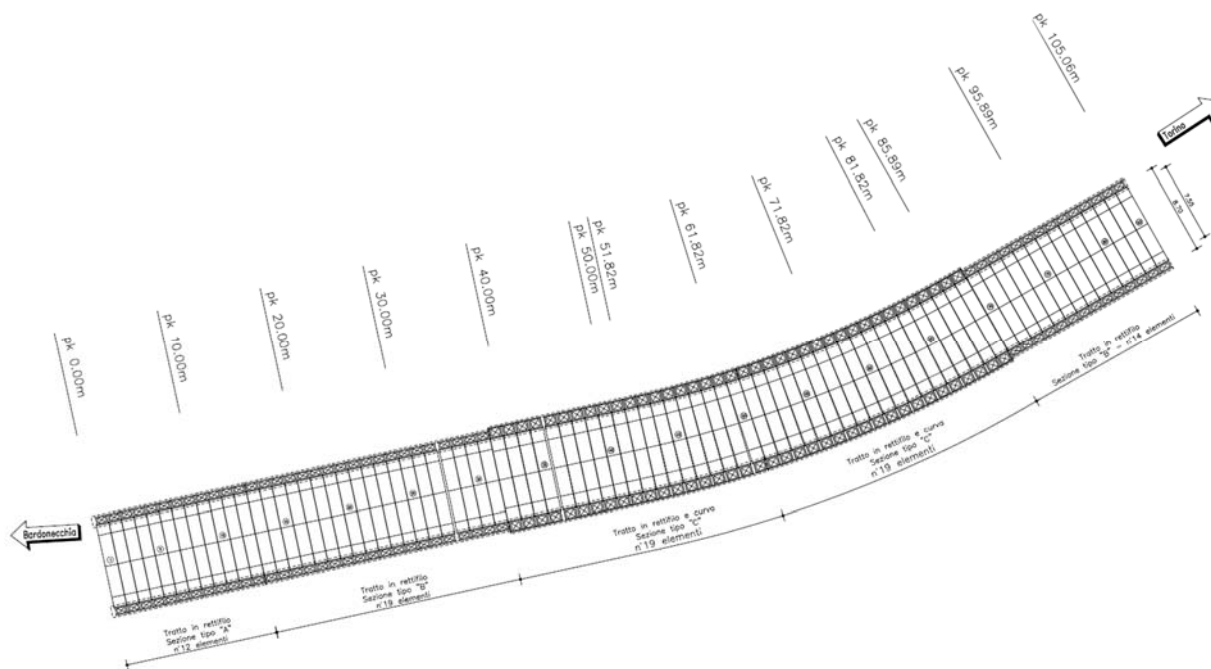 pk 0.00m
pk 10.00m
pk 20.00m
pk 30.00m
pk 40.00m
pk 50.00m
pk 51.82m
pk 61.82m
pk 71.82m
pk 81.82m
pk 85.89m
pk 95.89m
pk 105.06m
Torino
7.55
8.70
Bardonecchia
Tratto in rettifilo
Sezione tipo "A"
n°12 elementi
Tratto in rettifilo
Sezione tipo "B"
n°19 elementi
Tratto in rettifilo e curva
Sezione tipo "C"
n°19 elementi
Tratto in rettifilo e curva
Sezione tipo "C"
n°19 elementi
Tratto in rettifilo
Sezione tipo "B" - n°14 elementi